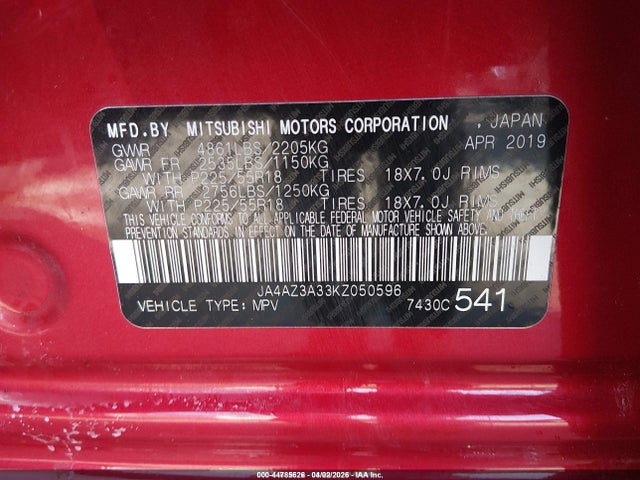 MFD.BY MITSUBISHI MOTORS CORPORATION , JAPAN
GVWR 4861LBS/2205KG APR 2019
GAWR FR 2535LBS/1150KG
WITH P225/55R18 TIRES 18X7.0J RIMS
GAWR RR 2756LBS/1250KG
WITH P225/55R18 TIRES 18X7.0J RIMS
THIS VEHICLE CONFORMS TO ALL APPLICABLE FEDERAL MOTOR VEHICLE SAFETY AND THEFT
PREVENTION STANDARDS IN EFFECT ON THE DATE OF MANUFACTURE SHOWN ABOVE.
JA4AZ3A33KZ050596
VEHICLE TYPE: MPV 7430C 541
000-44785626 - 04/02/2026 - IAA Inc.